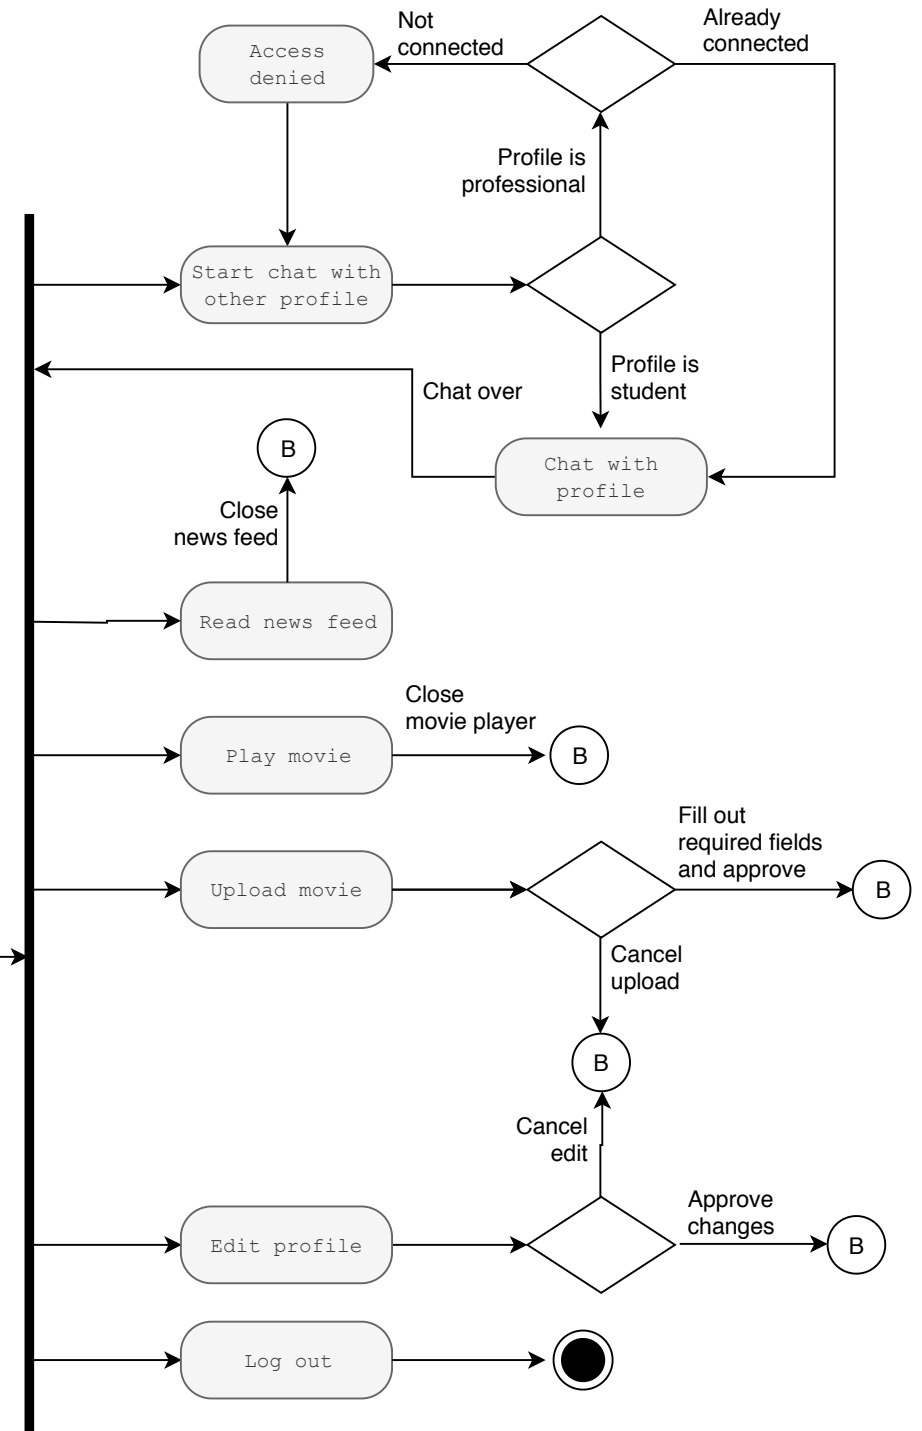 Not
connected
Already
connected
Access
denied
Profile is
professional
Start chat with
other profile
Profile is
student
Chat over
B
Chat with
profile
Close
news feed
Read news feed
Close
movie player
Play movie
B
Fill out
required fields
and approve
Upload movie
B
Cancel
upload
B
Cancel
edit
Approve
changes
Edit profile
B
Log out